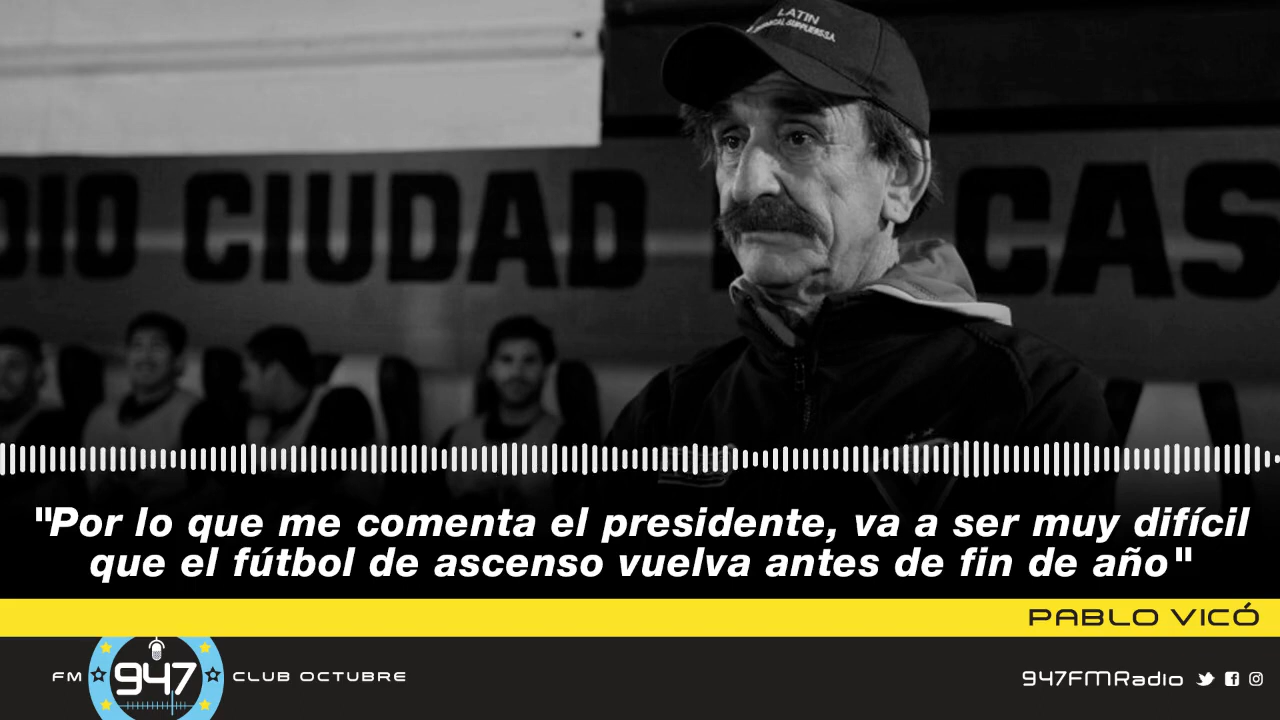 LATIN
DIO CIUDAD CAS
"Por lo que me comenta el presidente, va a ser muy difícil
que el fútbol de ascenso vuelva antes de fin de año"
PABLO VICÓ
FM 947 CLUB OCTUBRE
947FMRadio